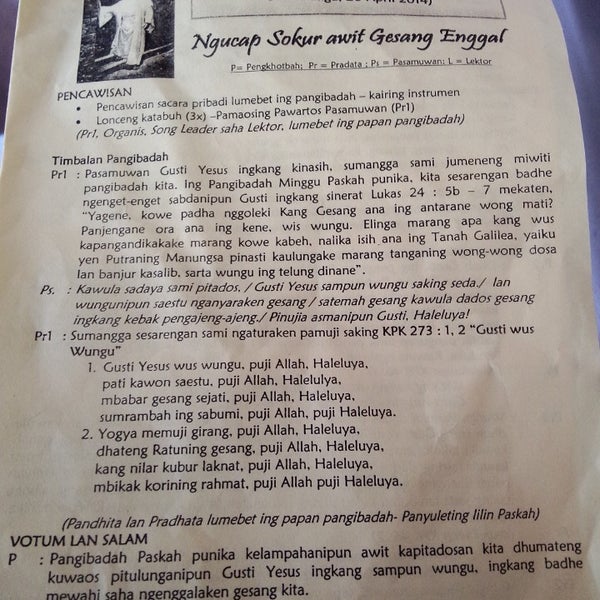 20 April 2014)
Ngucap Sokur awit Gesang Enggal
P= Pengkhotbah; Pr = Pradata ; Ps = Pasamuwan; L = Lektor
PENCAWISAN
• Pencawisan sacara pribadi lumebet ing pangibadah – kairing instrumen
• Lonceng katabuh (3x) –Pamaosing Pawartos Pasamuwan (Pr1)
(Pr1, Organis, Song Leader saha Lektor, lumebet ing papan pangibadah)
Timbalan Pangibadah
Pr1 : Pasamuwan Gusti Yesus ingkang kinasih, sumangga sami jumeneng miwiti
pangibadah kita. Ing Pangibadah Minggu Paskah punika, kita sesarengan badhe
ngenget-enget sabdanipun Gusti ingkang sinerat Lukas 24 : 5b – 7 mekaten,
“Yagene, kowe padha nggoleki Kang Gesang ana ing antarane wong mati?
Panjengane ora ana ing kene, wis wungu. Elinga marang apa kang wus
kapangandikakake marang kowe kabeh, nalika isih ana ing Tanah Galilea, yaiku
yen Putraning Manungsa pinasti kaulungake marang tanganing wong-wong dosa
lan banjur kasalib, sarta wungu ing telung dinane”.
Ps. : Kawula sadaya sami pitados, / Gusti Yesus sampun wungu saking seda./ lan
wungunipun saestu nganyaraken gesang / satemah gesang kawula dados gesang
ingkang kebak pengajeng-ajeng./ Pinujia asmanipun Gusti, Haleluya!
Pr1 : Sumangga sesarengan sami ngaturaken pamuji saking KPK 273 : 1, 2 “Gusti wus
Wungu”
1. Gusti Yesus wus wungu, puji Allah, Haleluya,
pati kawon saestu, puji Allah, Halelulya,
mbabar gesang sejati, puji Allah, Haleluya,
sumrambah ing sabumi, puji Allah, puji Haleluya.
2. Yogya memuji girang, puji Allah, Haleluya,
dhateng Ratuning gesang, puji Allah, Haleluya,
kang nilar kubur laknat, puji Allah, Haleluya,
mbikak korining rahmat, puji Allah puji Haleluya.
(Pandhita lan Pradhata lumebet ing papan pangibadah- Panyuleting lilin Paskah)
VOTUM LAN SALAM
P : Pangibadah Paskah punika kelampahanipun awit kapitadosan kita dhumateng
kuwaos pitulunganipun Gusti Yesus ingkang sampun wungu, ingkang badhe
mewahi saha ngenggalaken gesang kita.